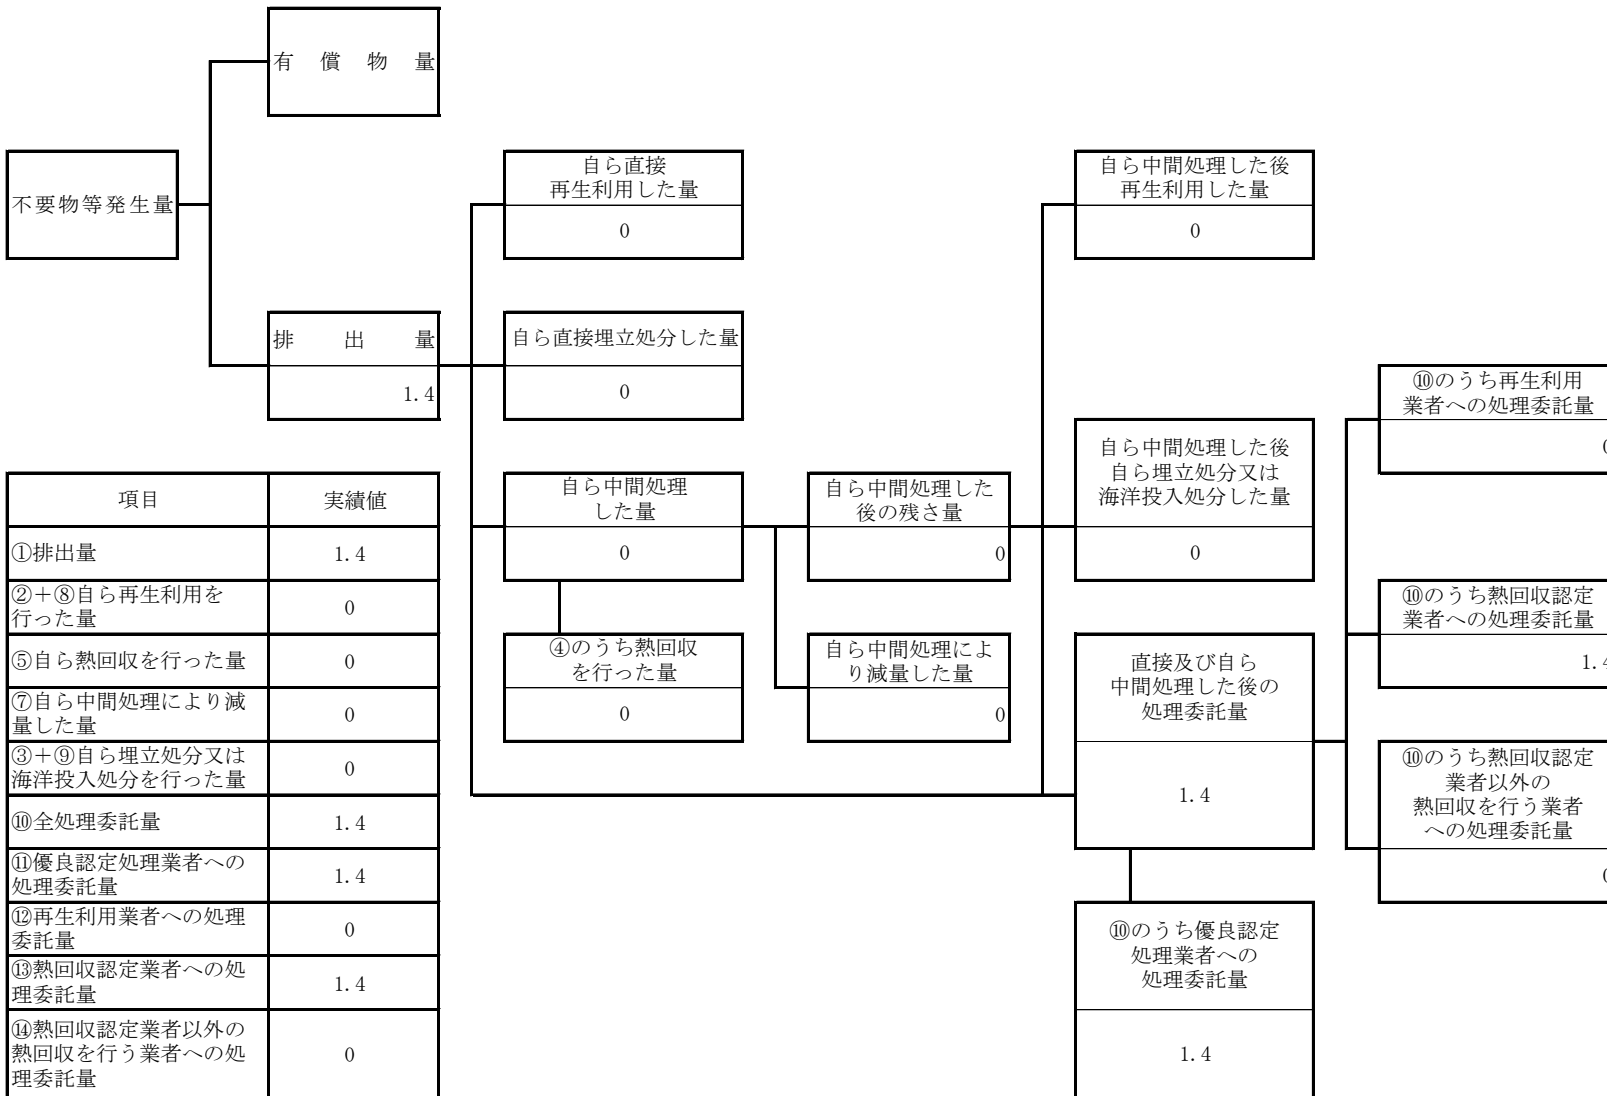 有償物量
不要物等発生量
自ら直接
再生利用した量
0
自ら中間処理した後
再生利用した量
0
排出量
1.4
自ら直接埋立処分した量
0
⑩のうち再生利用
業者への処理委託量
0
自ら中間処理した後
自ら埋立処分又は
海洋投入処分した量
0
自ら中間処理
した量
0
自ら中間処理した
後の残さ量
0
④のうち熱回収
を行った量
0
自ら中間処理によ
り減量した量
0
直接及び自ら
中間処理した後の
処理委託量
1.4
⑩のうち熱回収認定
業者への処理委託量
1.4
⑩のうち熱回収認定
業者以外の
熱回収を行う業者
への処理委託量
0
⑩のうち優良認定
処理業者への
処理委託量
1.4
項目 実績値
①排出量 1.4
②+⑧自ら再生利用を
行った量
0
⑤自ら熱回収を行った量 0
⑦自ら中間処理により減
量した量
0
③+⑨自ら埋立処分又は
海洋投入処分を行った量
0
⑩全処理委託量 1.4
⑪優良認定処理業者への
処理委託量
1.4
⑫再生利用業者への処理
委託量
0
⑬熱回収認定業者への処
理委託量
1.4
⑭熱回収認定業者以外の
熱回収を行う業者への処
理委託量
0